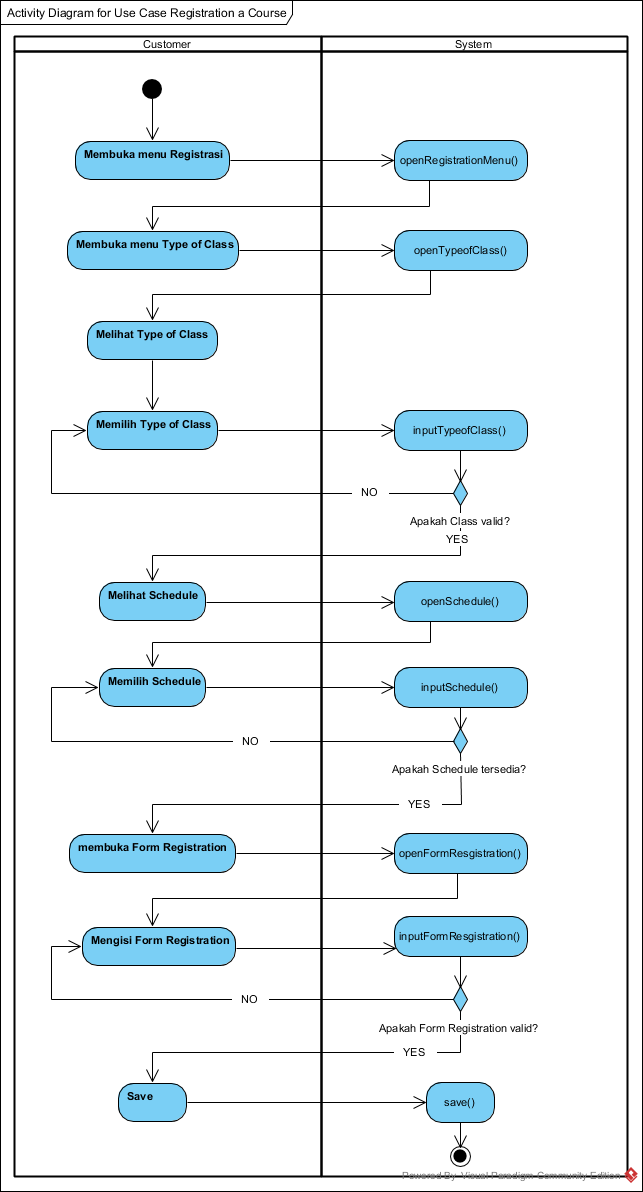 Activity Diagram for Use Case Registration a Course
Customer
System
Membuka menu Registrasi
openRegistrationMenu()
Membuka menu Type of Class
openTypeofClass()
Melihat Type of Class
Memilih Type of Class
inputTypeofClass()
NO
Apakah Class valid?
YES
Melihat Schedule
openSchedule()
Memilih Schedule
inputSchedule()
NO
Apakah Schedule tersedia?
YES
membuka Form Registration
openFormResgistration()
Mengisi Form Registration
inputFormResgistration()
NO
Apakah Form Registration valid?
YES
Save
save()
Powered By Visual Paradigm Community Edition